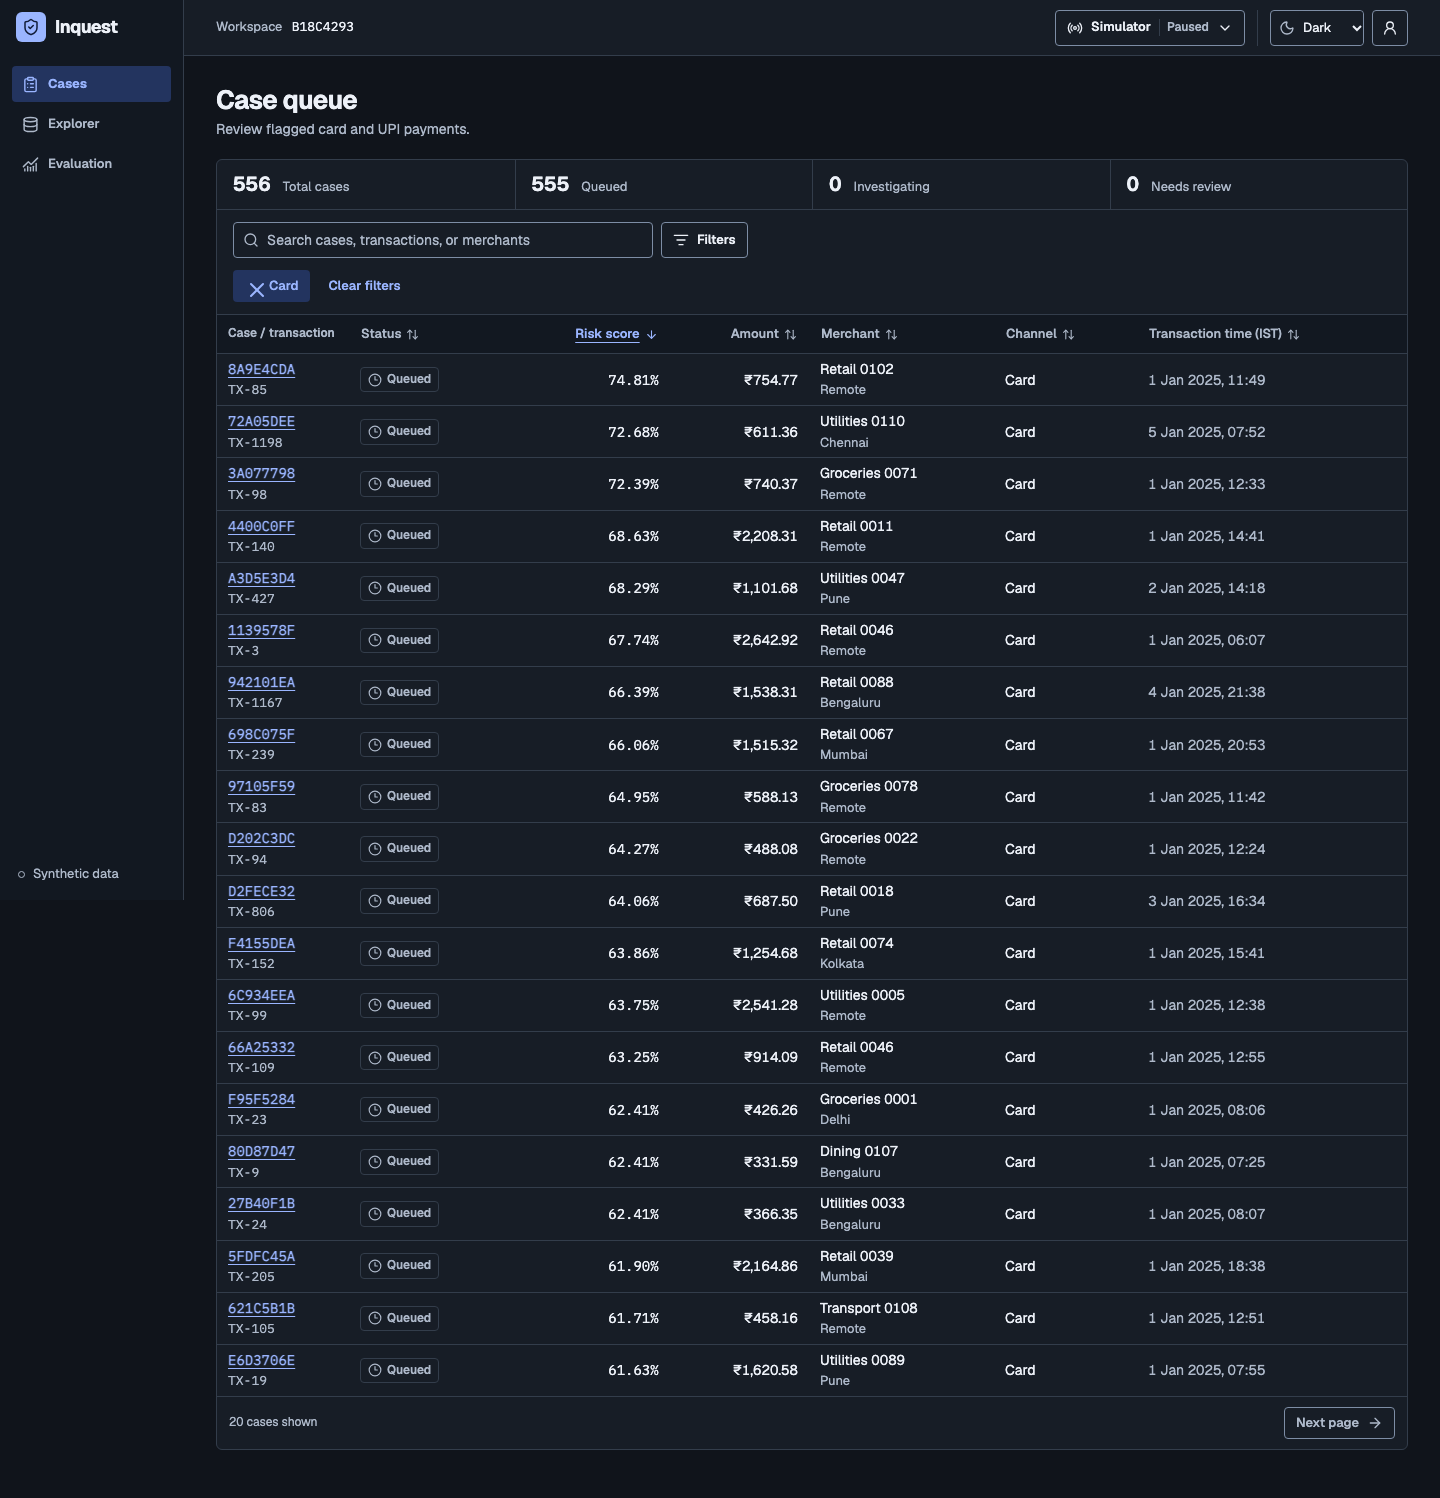 Inquest
Workspace B18C4293
Simulator Paused
Dark
Cases
Explorer
Evaluation
Synthetic data
Case queue
Review flagged card and UPI payments.
556 Total cases 555 Queued 0 Investigating 0 Needs review
Search cases, transactions, or merchants Filters
Card Clear filters
Case / transaction Status Risk score Amount Merchant Channel Transaction time (IST)
8A9E4CDA Queued 74.81% ₹754.77 Retail 0102 Card 1 Jan 2025, 11:49
TX-85 Remote
72A05DEE Queued 72.68% ₹611.36 Utilities 0110 Card 5 Jan 2025, 07:52
TX-1198 Chennai
3A077798 Queued 72.39% ₹740.37 Groceries 0071 Card 1 Jan 2025, 12:33
TX-98 Remote
4400C0FF Queued 68.63% ₹2,208.31 Retail 0011 Card 1 Jan 2025, 14:41
TX-140 Remote
A3D5E3D4 Queued 68.29% ₹1,101.68 Utilities 0047 Card 2 Jan 2025, 14:18
TX-427 Pune
1139578F Queued 67.74% ₹2,642.92 Retail 0046 Card 1 Jan 2025, 06:07
TX-3 Remote
942101EA Queued 66.39% ₹1,538.31 Retail 0088 Card 4 Jan 2025, 21:38
TX-1167 Bengaluru
698C075F Queued 66.06% ₹1,515.32 Retail 0067 Card 1 Jan 2025, 20:53
TX-239 Mumbai
97105F59 Queued 64.95% ₹588.13 Groceries 0078 Card 1 Jan 2025, 11:42
TX-83 Remote
D202C3DC Queued 64.27% ₹488.08 Groceries 0022 Card 1 Jan 2025, 12:24
TX-94 Remote
D2FECE32 Queued 64.06% ₹687.50 Retail 0018 Card 3 Jan 2025, 16:34
TX-806 Pune
F4155DEA Queued 63.86% ₹1,254.68 Retail 0074 Card 1 Jan 2025, 15:41
TX-152 Kolkata
6C934EEA Queued 63.75% ₹2,541.28 Utilities 0005 Card 1 Jan 2025, 12:38
TX-99 Remote
66A25332 Queued 63.25% ₹914.09 Retail 0046 Card 1 Jan 2025, 12:55
TX-109 Remote
F95F5284 Queued 62.41% ₹426.26 Groceries 0001 Card 1 Jan 2025, 08:06
TX-23 Delhi
80D87D47 Queued 62.41% ₹331.59 Dining 0107 Card 1 Jan 2025, 07:25
TX-9 Bengaluru
27B40F1B Queued 62.41% ₹366.35 Utilities 0033 Card 1 Jan 2025, 08:07
TX-24 Bengaluru
5FDFC45A Queued 61.90% ₹2,164.86 Retail 0039 Card 1 Jan 2025, 18:38
TX-205 Mumbai
621C5B1B Queued 61.71% ₹458.16 Transport 0108 Card 1 Jan 2025, 12:51
TX-105 Remote
E6D3706E Queued 61.63% ₹1,620.58 Utilities 0089 Card 1 Jan 2025, 07:55
TX-19 Pune
20 cases shown Next page